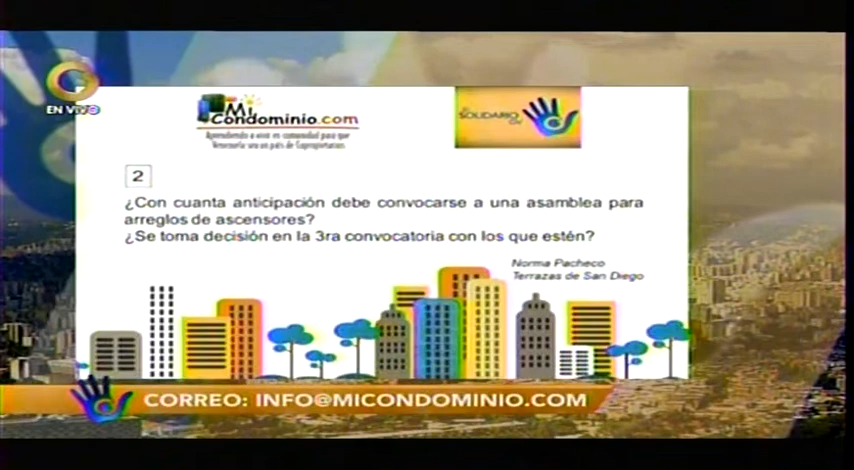 EN VIVO
Mi
Condominio.com
Aprendiendo a vivir en comunidad para que
Venezuela sea un país de Copropietarios
SOLIDARIO
2
¿Con cuanta anticipación debe convocarse a una asamblea para
arreglos de ascensores?
¿Se toma decisión en la 3ra convocatoria con los que estén?
Norma Pacheco
Terrazas de San Diego
CORREO: INFO@MICONDOMINIO.COM